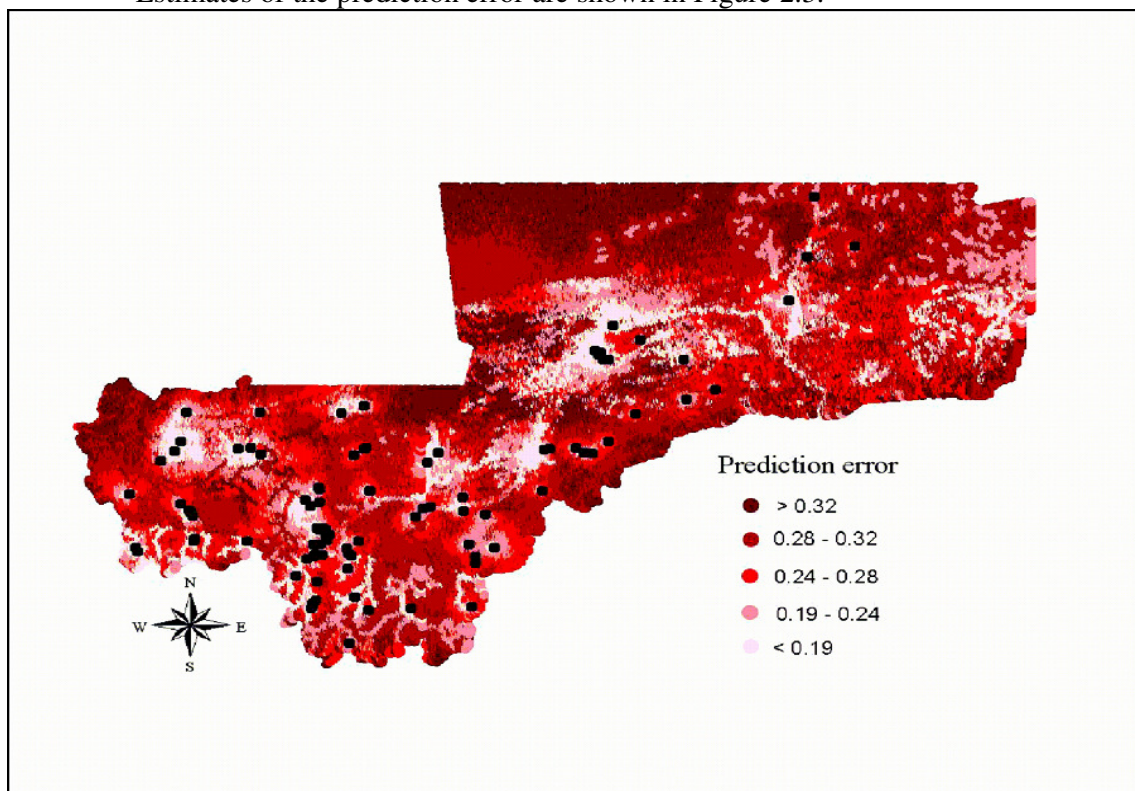 Estimates of the prediction error are shown in Figure 2.3.
Prediction error
> 0.32
0.28 - 0.32
0.24 - 0.28
0.19 - 0.24
< 0.19
N
W E
S